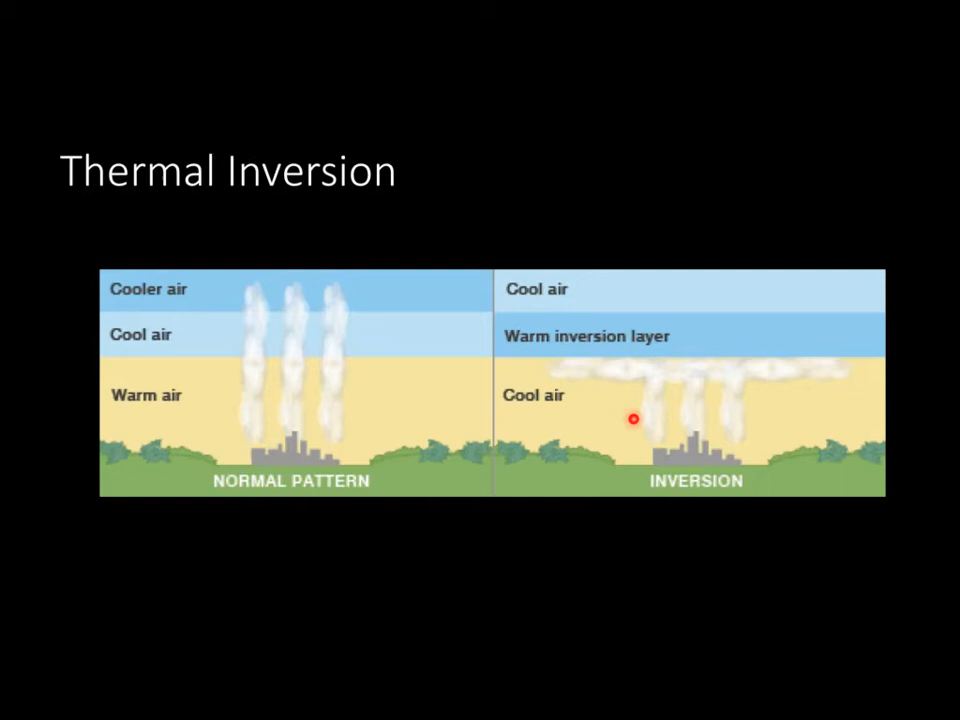 Thermal Inversion
Cooler air
Cool air
Warm air
NORMAL PATTERN
Cool air
Warm inversion layer
Cool air
INVERSION